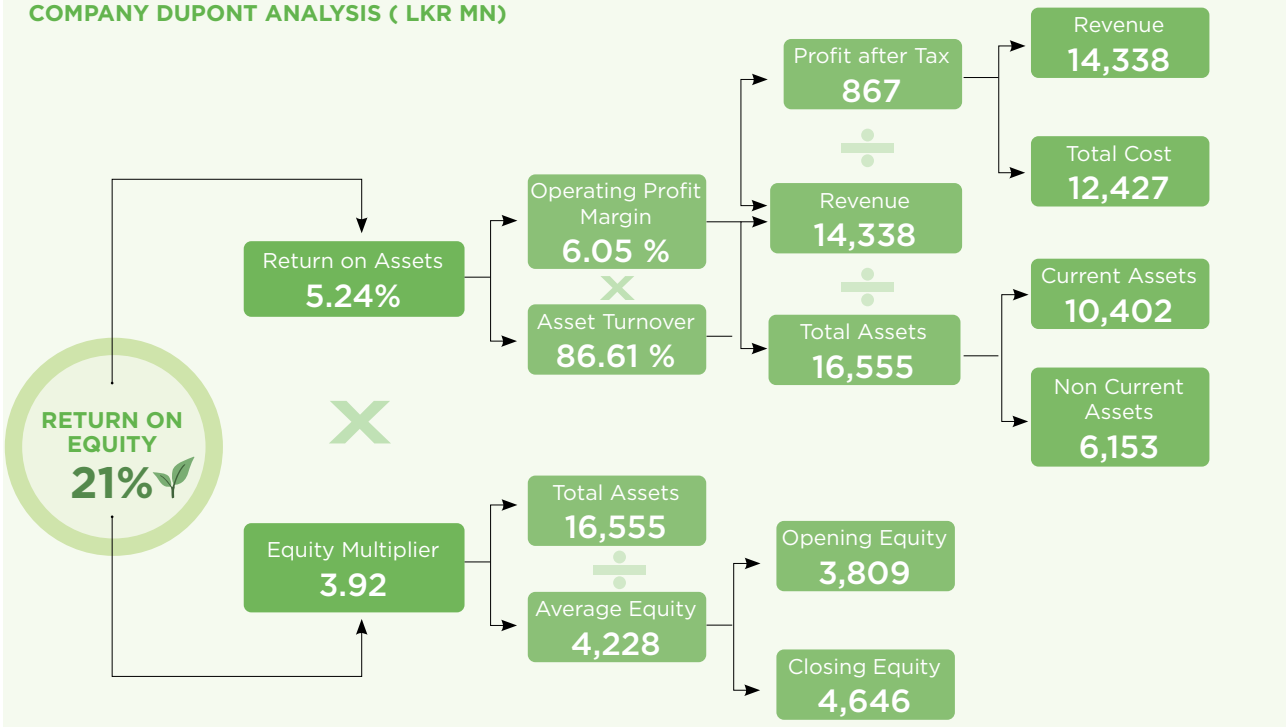 COMPANY DUPONT ANALYSIS ( LKR MN)
RETURN ON
EQUITY
21%
Return on Assets
5.24%
X
Equity Multiplier
3.92
Operating Profit
Margin
6.05 %
X
Asset Turnover
86.61 %
Total Assets
16,555
÷
Average Equity
4,228
Profit after Tax
867
÷
Revenue
14,338
÷
Total Assets
16,555
Opening Equity
3,809
Closing Equity
4,646
Revenue
14,338
Total Cost
12,427
Current Assets
10,402
Non Current
Assets
6,153